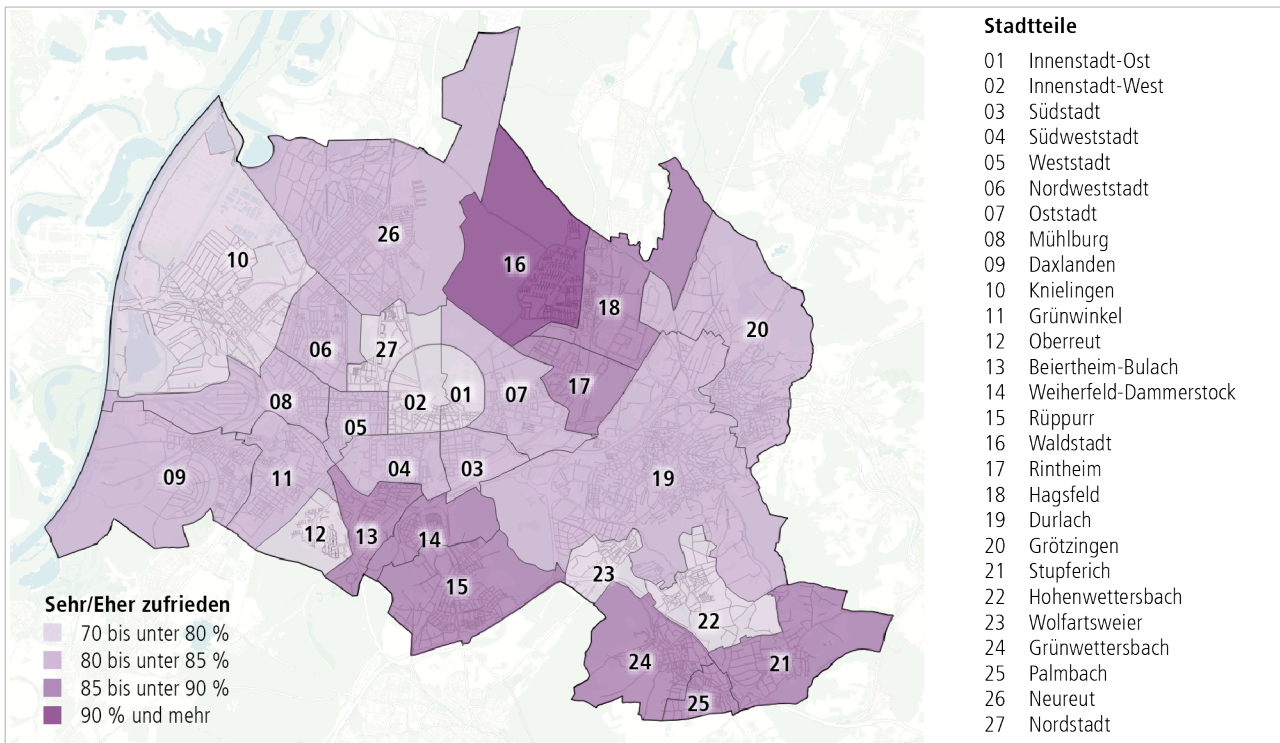 Stadtteile
01 Innenstadt-Ost
02 Innenstadt-West
03 Südstadt
04 Südweststadt
05 Weststadt
06 Nordweststadt
07 Oststadt
08 Mühlburg
09 Daxlanden
10 Knielingen
11 Grünwinkel
12 Oberreut
13 Beiertheim-Bulach
14 Weiherfeld-Dammerstock
15 Rüppurr
16 Waldstadt
17 Rintheim
18 Hagsfeld
19 Durlach
20 Grötzingen
21 Stupferich
22 Hohenwettersbach
23 Wolfartsweier
24 Grünwettersbach
25 Palmbach
26 Neureut
27 Nordstadt
26
10
16
18
20
06
27
17
08
02
01
07
05
09
11
04
03
19
12
13
14
15
23
22
24
21
25
Sehr/Eher zufrieden
70 bis unter 80 %
80 bis unter 85 %
85 bis unter 90 %
90 % und mehr